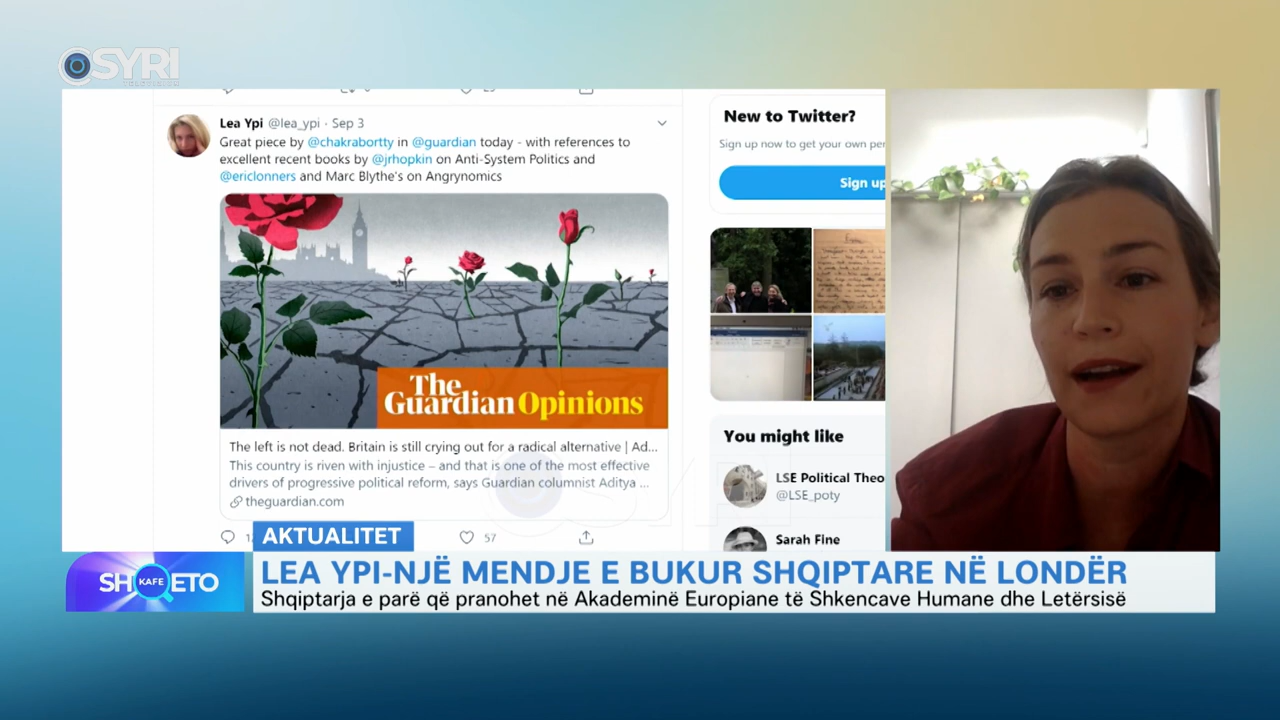 SYRI
TELEVIZION
Lea Ypi @lea_ypi · Sep 3
Great piece by @chakrabortty in @guardian today - with references to
excellent recent books by @jrhopkin on Anti-System Politics and
@ericlonners and Marc Blythe's on Angrynomics
The
Guardian Opinions
The left is not dead. Britain is still crying out for a radical alternative | Ad...
This country is riven with injustice – and that is one of the most effective
drivers of progressive political reform, says Guardian columnist Aditya ...
theguardian.com
57
New to Twitter?
Sign up now to get your own per
Sign up
You might like
LSE Political Theo
@LSE_poty
Sarah Fine
AKTUALITET
SHQETO
KAFE
LEA YPI-NJË MENDJE E BUKUR SHQIPTARE NË LONDËR
Shqiptarja e parë që pranohet në Akademinë Europiane të Shkencave Humane dhe Letërsisë